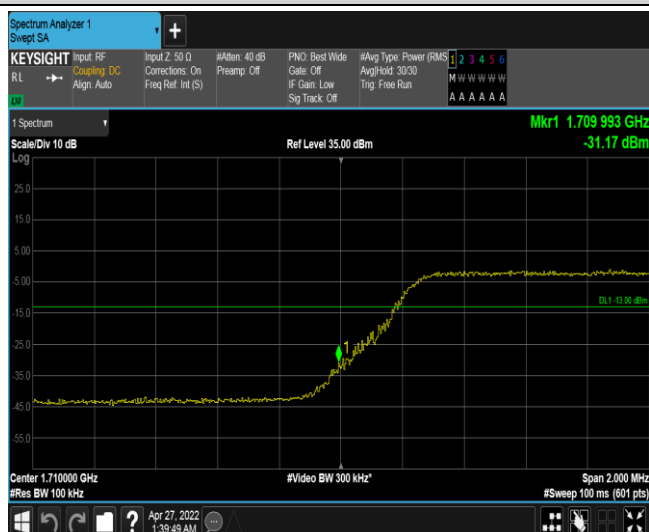 Spectrum Analyzer 1
Swept SA
KEYSIGHT
RL
Input: RF
Coupling: DC
Align: Auto
Input Z: 50 Ω
Corrections: On
Freq Ref: Int (S)
#Atten: 40 dB
Preamp: Off
PNO: Best Wide
Gate: Off
IF Gain: Low
Sig Track: Off
#Avg Type: Power (RMS
Avg|Hold: 30/30
Trig: Free Run
1 2 3 4 5 6
M W W W W W
A A A A A A
1 Spectrum
Scale/Div 10 dB
Ref Level 35.00 dBm
Mkr1 1.709 993 GHz
-31.17 dBm
Log
25.0
15.0
5.00
-5.00
DL1 -13.00 dBm
-15.0
-25.0
1
-35.0
-45.0
-55.0
Center 1.710000 GHz
#Video BW 300 kHz*
Span 2.000 MHz
#Res BW 100 kHz
#Sweep 100 ms (601 pts)
?
Apr 27, 2022
1:39:49 AM